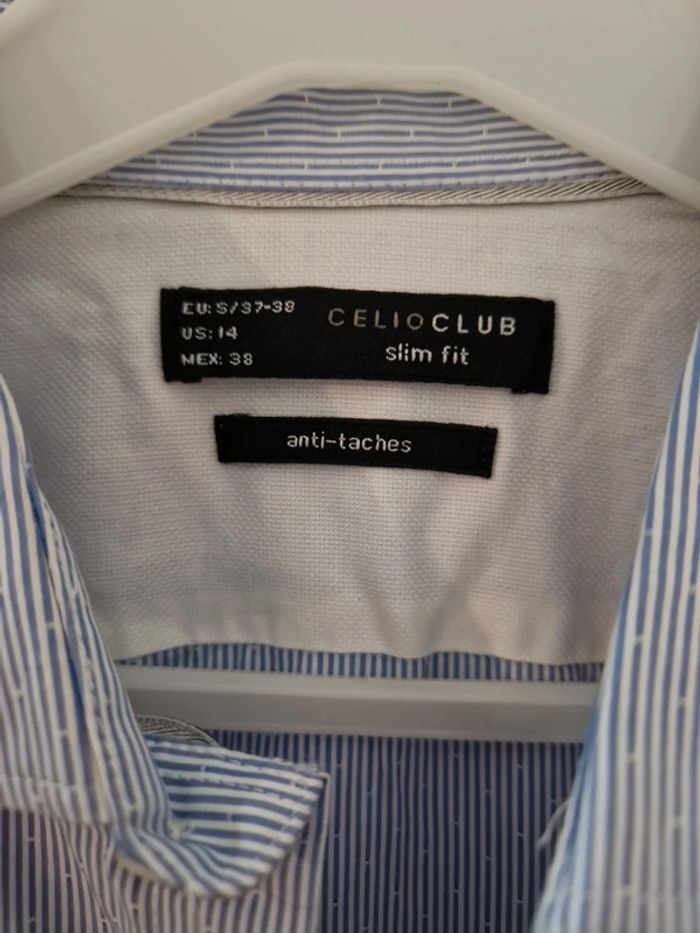 EU: S/37-38
US: 14
MEX: 38
CELIOCLUB
slim fit
anti-taches